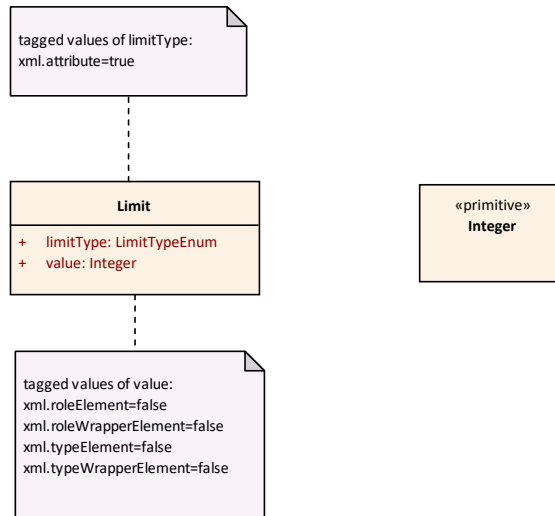 tagged values of limitType:
xml.attribute=true
Limit
+ limitType: LimitTypeEnum
+ value: Integer
«primitive»
Integer
tagged values of value:
xml.roleElement=false
xml.roleWrapperElement=false
xml.typeElement=false
xml.typeWrapperElement=false